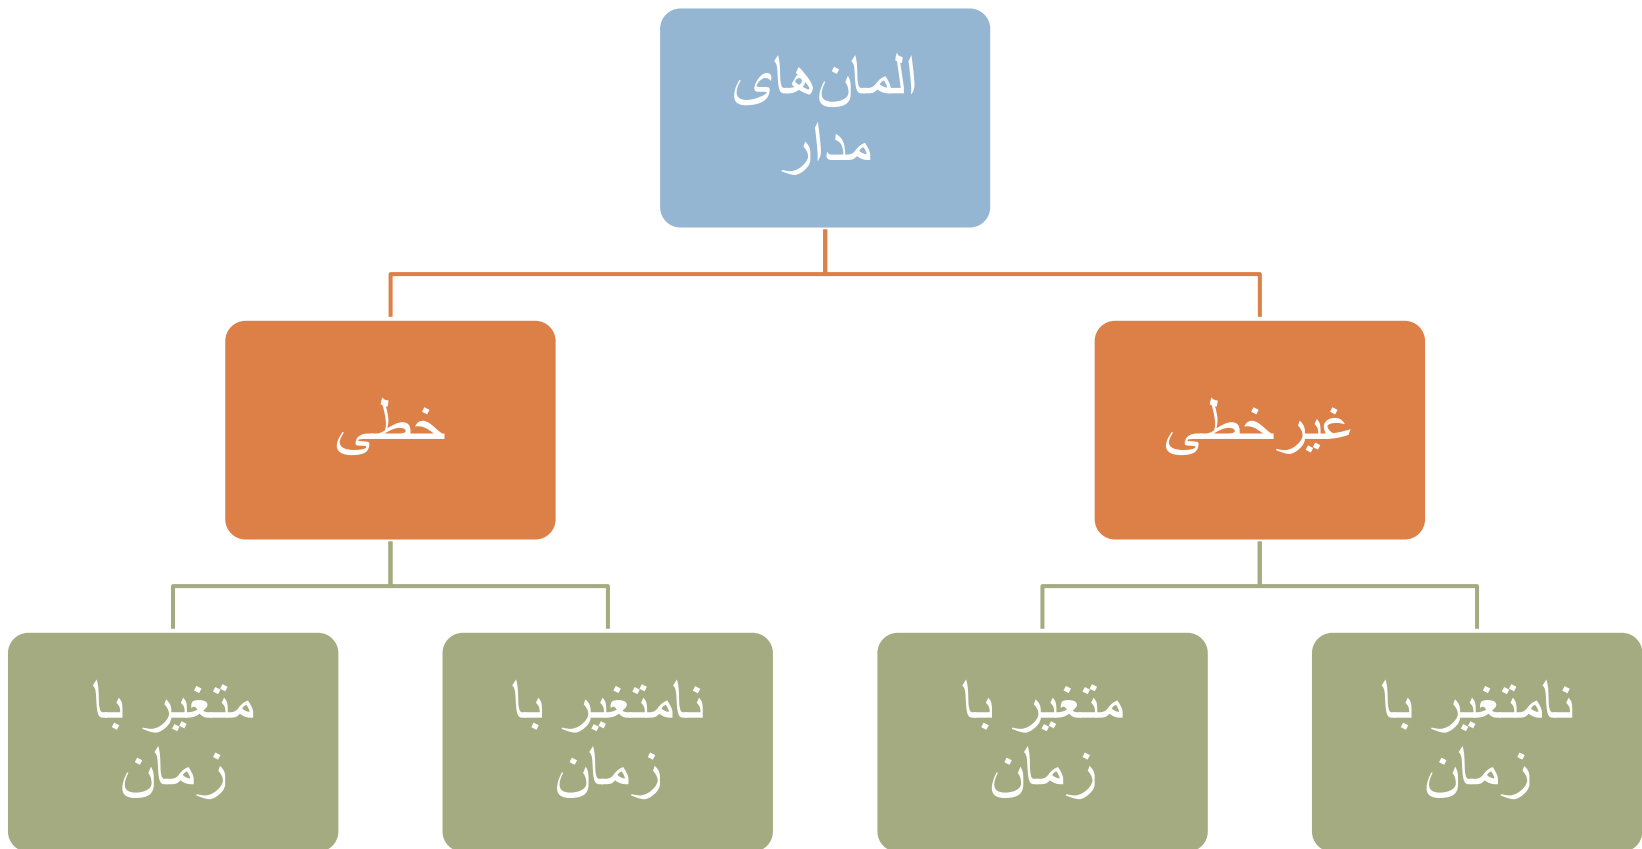 المان‌های
مدار
غیرخطی
خطی
نامتغیر با
زمان
متغیر با
زمان
نامتغیر با
زمان
متغیر با
زمان